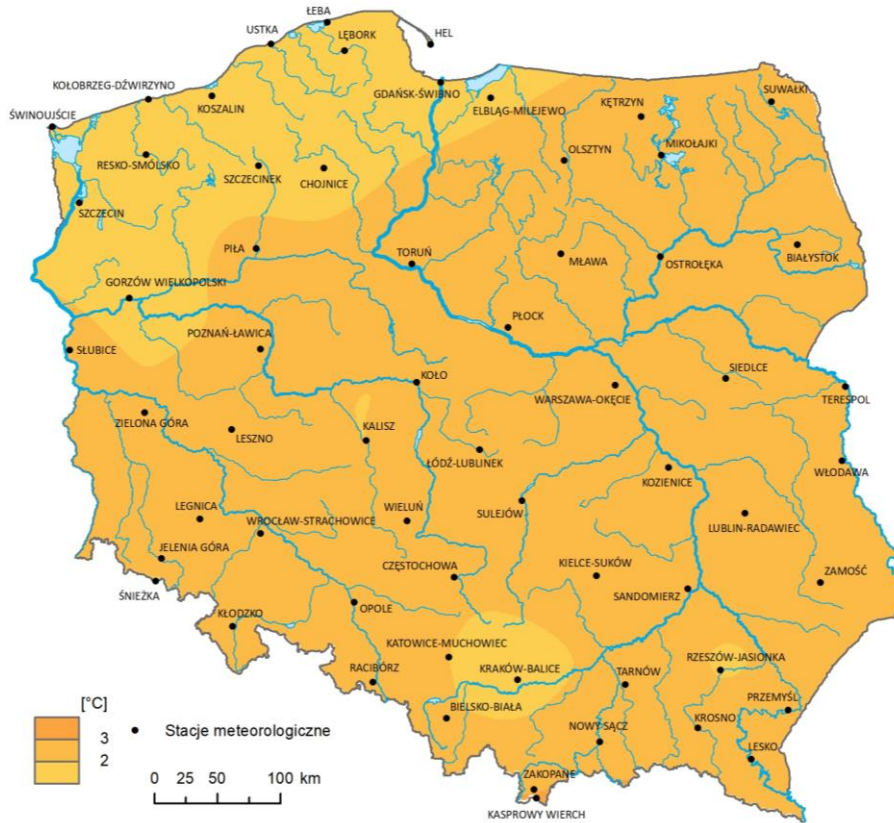 ŁEBA
USTKA
LĘBORK
HEL
KOŁOBRZEG-DŹWIRZYNO
KOSZALIN
GDAŃSK-ŚWIBNO
ELBLĄG-MILEJEWO
KĘTRZYN
SUWAŁKI
ŚWINOUJŚCIE
RESKO-SMÓLSKO
SZCZECINEK
CHOJNICE
OLSZTYN
MIKOŁAJKI
SZCZECIN
PIŁA
TORUŃ
MŁAWA
OSTROŁĘKA
BIAŁYSTOK
GORZÓW WIELKOPOLSKI
PŁOCK
SŁUBICE
POZNAŃ-ŁAWICA
KOŁO
WARSZAWA-OKĘCIE
SIEDLCE
TERESPOL
ZIELONA GÓRA
LESZNO
KALISZ
ŁÓDŹ-LUBLINEK
KOZIENICE
WŁODAWA
LEGNICA
WROCŁAW-STRACHOWICE
WIELUŃ
SULEJÓW
LUBLIN-RADAWIEC
JELENIA GÓRA
CZĘSTOCHOWA
KIELCE-SUKÓW
SANDOMIERZ
ZAMOŚĆ
ŚNIEŻKA
KŁODZKO
OPOLE
KATOWICE-MUCHOWIEC
RACIBÓRZ
KRAKÓW-BALICE
TARNÓW
RZESZÓW-JASIONKA
PRZEMYŚL
BIELSKO-BIAŁA
NOWY SĄCZ
KROSNO
LESKO
ZAKOPANE
KASPROWY WIERCH
[°C]
3
2
Stacje meteorologiczne
0 25 50 100 km